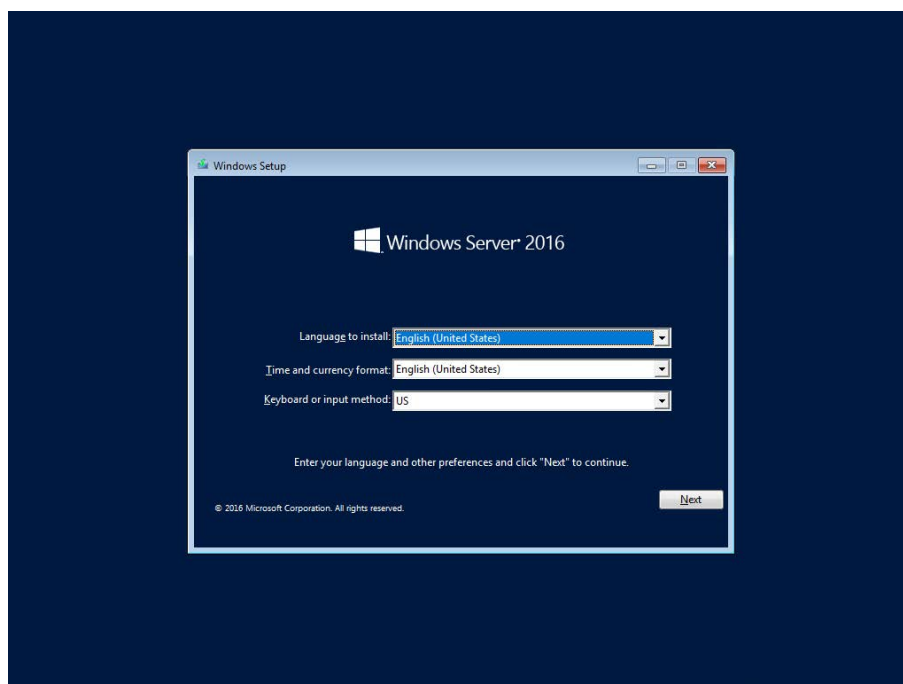 Windows Setup
Windows Server® 2016
Language to install: English (United States)
Time and currency format: English (United States)
Keyboard or input method: US
Enter your language and other preferences and click "Next" to continue.
Next
© 2016 Microsoft Corporation. All rights reserved.